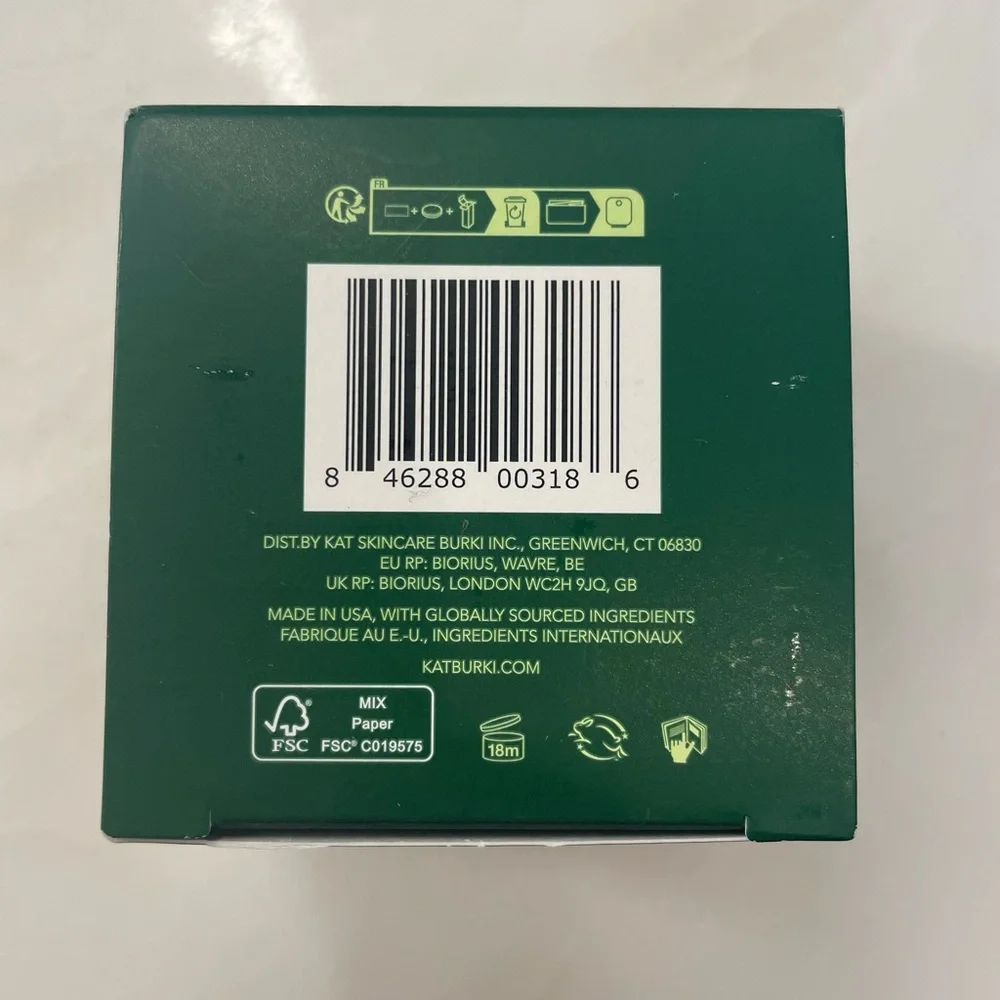 FR
8 46288 00318 6
DIST.BY KAT SKINCARE BURKI INC., GREENWICH, CT 06830
EU RP: BIORIUS, WAVRE, BE
UK RP: BIORIUS, LONDON WC2H 9JQ, GB
MADE IN USA, WITH GLOBALLY SOURCED INGREDIENTS
FABRIQUE AU E.-U., INGREDIENTS INTERNATIONAUX
KATBURKI.COM
MIX
Paper
FSC FSC® C019575
18m